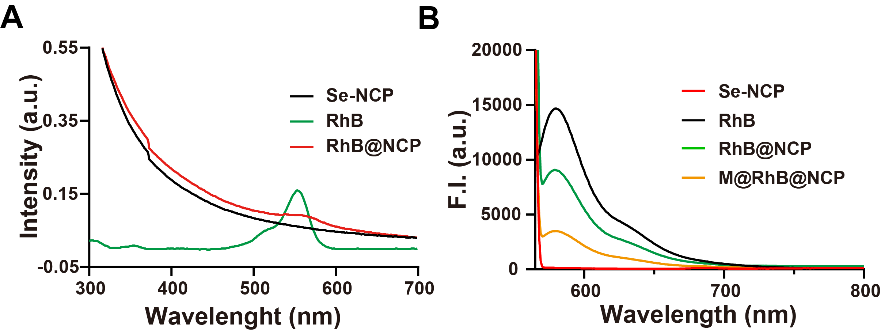 A
0.55
0.35
0.15
-0.05
Intensity (a.u.)
300 400 500 600 700
Wavelenght (nm)
Se-NCP
RhB
RhB@NCP
B
20000
15000
10000
5000
0
F.I. (a.u.)
600 700 800
Wavelength (nm)
Se-NCP
RhB
RhB@NCP
M@RhB@NCP